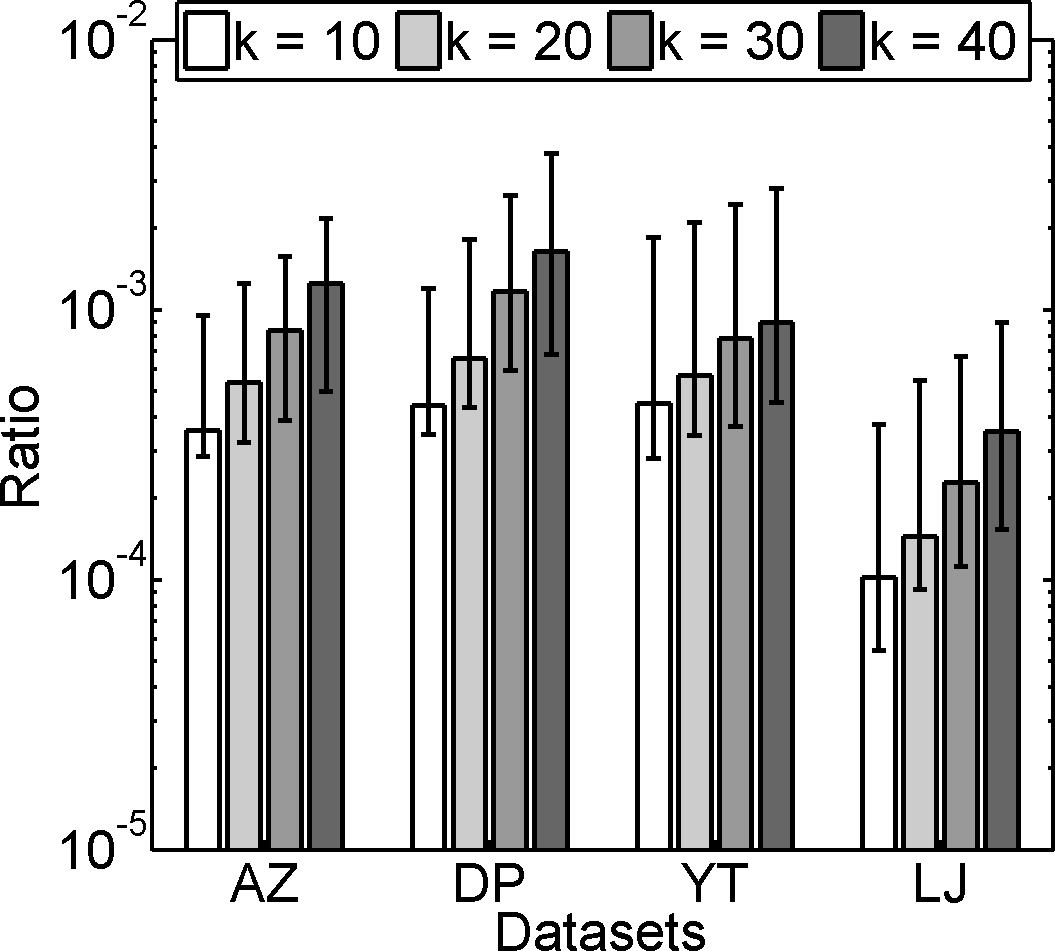 k = 10 k = 20 k = 30 k = 40
10-2
10-3
10-4
10-5
Ratio
AZ DP YT LJ
Datasets